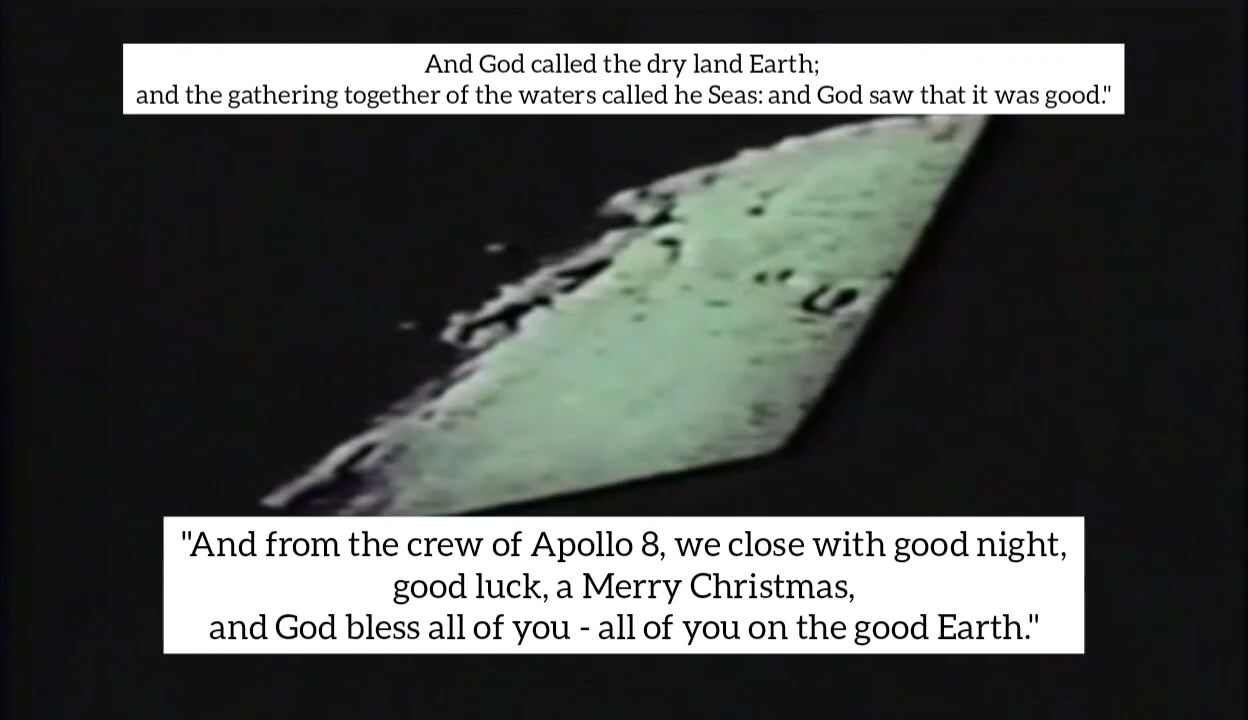 And God called the dry land Earth;
and the gathering together of the waters called he Seas: and God saw that it was good."
"And from the crew of Apollo 8, we close with good night,
good luck, a Merry Christmas,
and God bless all of you - all of you on the good Earth."